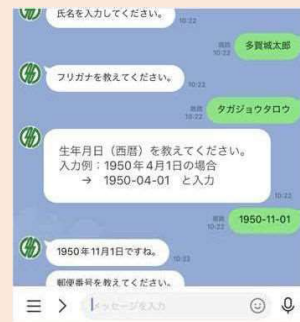 氏名を入力してください。
10:22
多賀城太郎
既読
10:22
フリガナを教えてください。
10:22
タガジョウタロウ
既読
10:22
生年月日（西暦）を教えてください。
入力例：1950年4月1日の場合
→ 1950-04-01 と入力
10:22
1950-11-01
既読
10:22
1950年11月1日ですね。
10:22
郵便番号を教えてください。
メッセージを入力